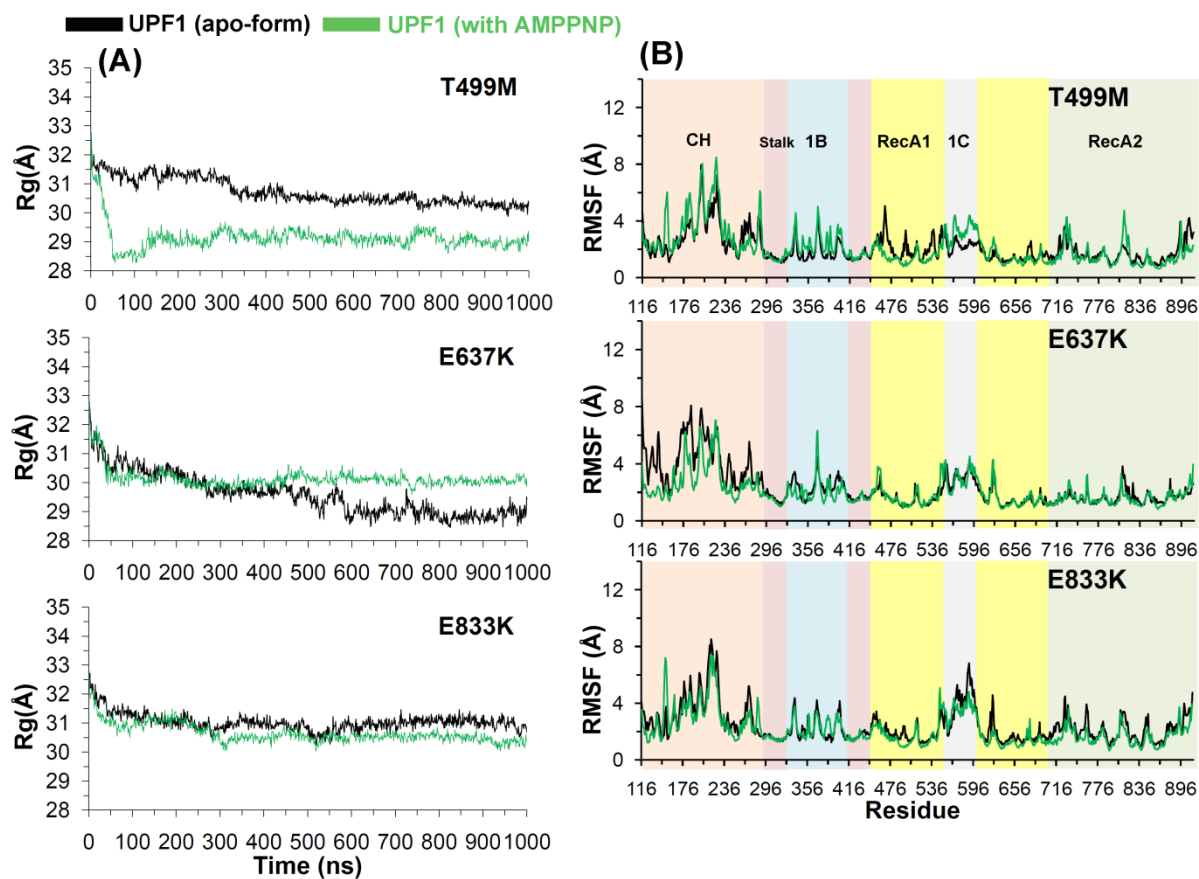 UPF1 (apo-form) UPF1 (with AMPPNP)
(A)
T499M
Rg(Å)
35
34
33
32
31
30
29
28
0 100 200 300 400 500 600 700 800 900 1000
E637K
Rg(Å)
35
34
33
32
31
30
29
28
0 100 200 300 400 500 600 700 800 900 1000
E833K
Rg(Å)
35
34
33
32
31
30
29
28
0 100 200 300 400 500 600 700 800 900 1000
Time (ns)
(B)
T499M
CH Stalk 1B RecA1 1C RecA2
RMSF (Å)
12
8
4
0
116 176 236 296 356 416 476 536 596 656 716 776 836 896
E637K
RMSF (Å)
12
8
4
0
116 176 236 296 356 416 476 536 596 656 716 776 836 896
E833K
RMSF (Å)
12
8
4
0
116 176 236 296 356 416 476 536 596 656 716 776 836 896
Residue